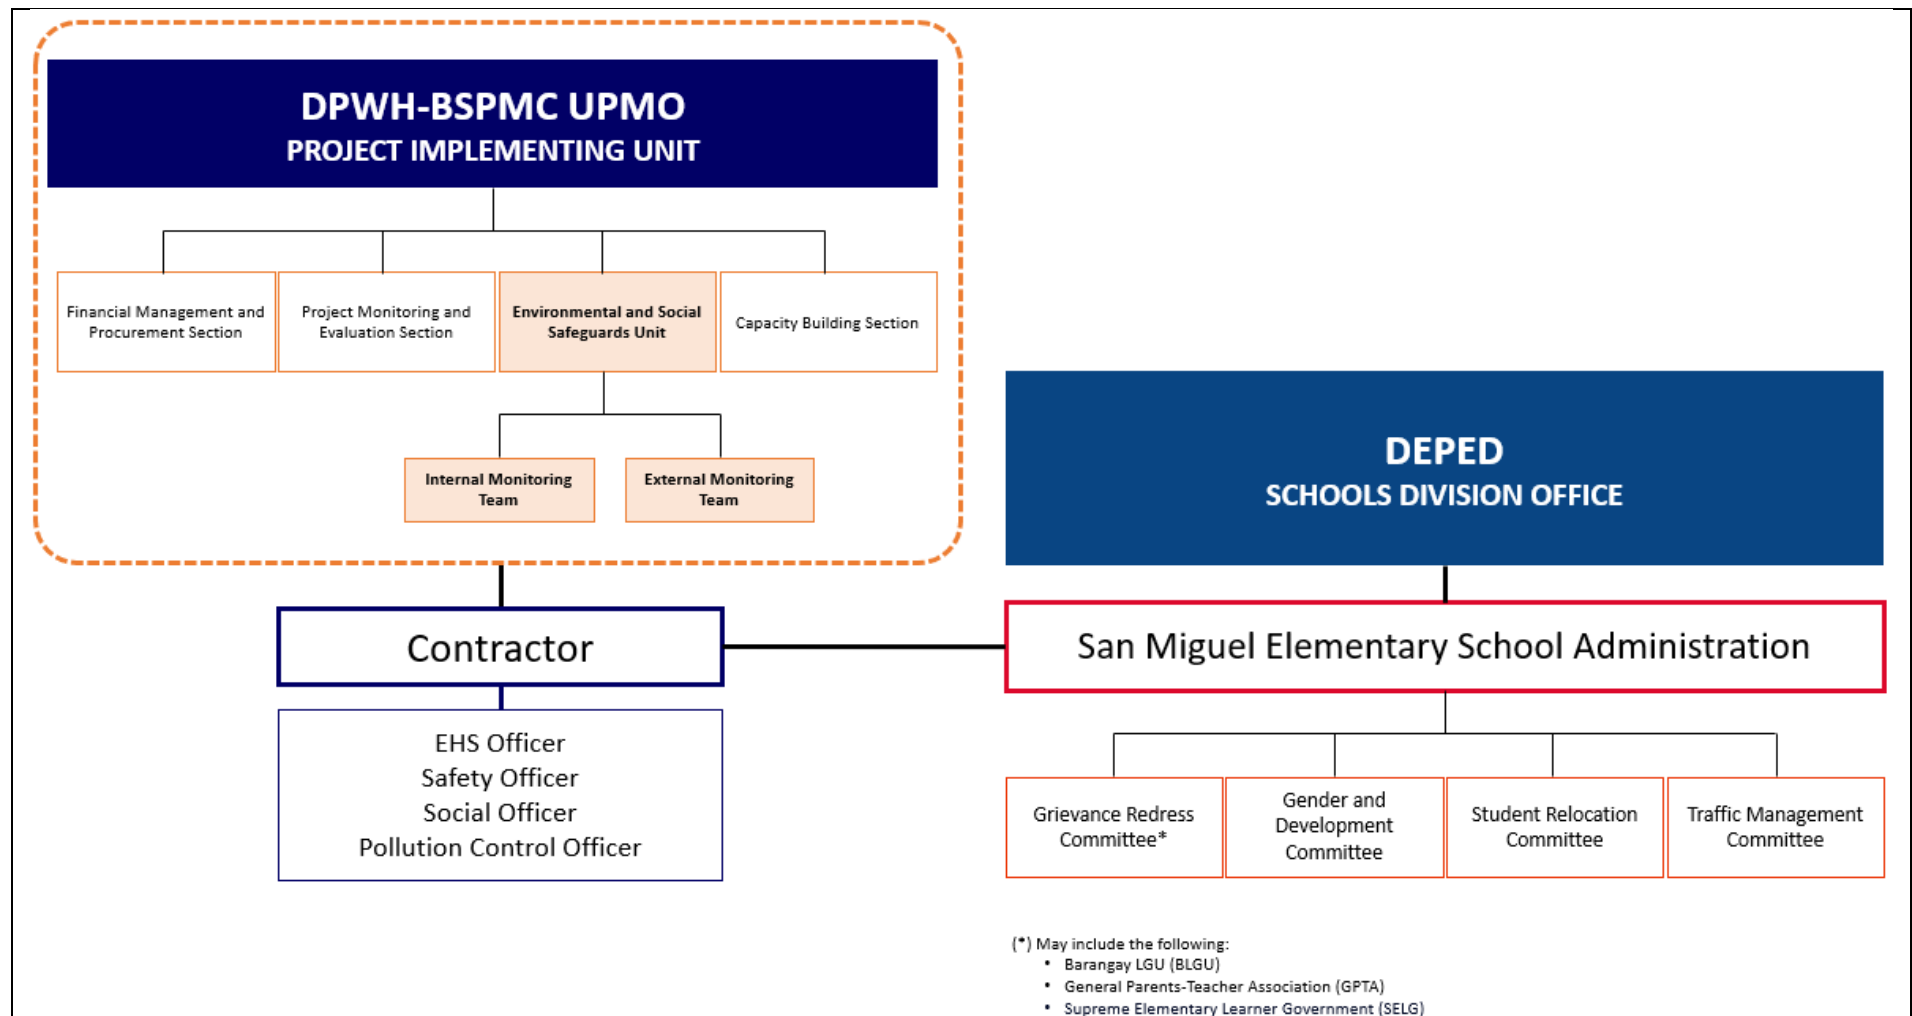 DPWH-BSPMC UPMO
PROJECT IMPLEMENTING UNIT
Financial Management and
Procurement Section
Project Monitoring and
Evaluation Section
Environmental and Social
Safeguards Unit
Capacity Building Section
Internal Monitoring
Team
External Monitoring
Team
DEPED
SCHOOLS DIVISION OFFICE
Contractor
San Miguel Elementary School Administration
EHS Officer
Safety Officer
Social Officer
Pollution Control Officer
Grievance Redress
Committee*
Gender and
Development
Committee
Student Relocation
Committee
Traffic Management
Committee
(*) May include the following:
• Barangay LGU (BLGU)
• General Parents-Teacher Association (GPTA)
• Supreme Elementary Learner Government (SELG)